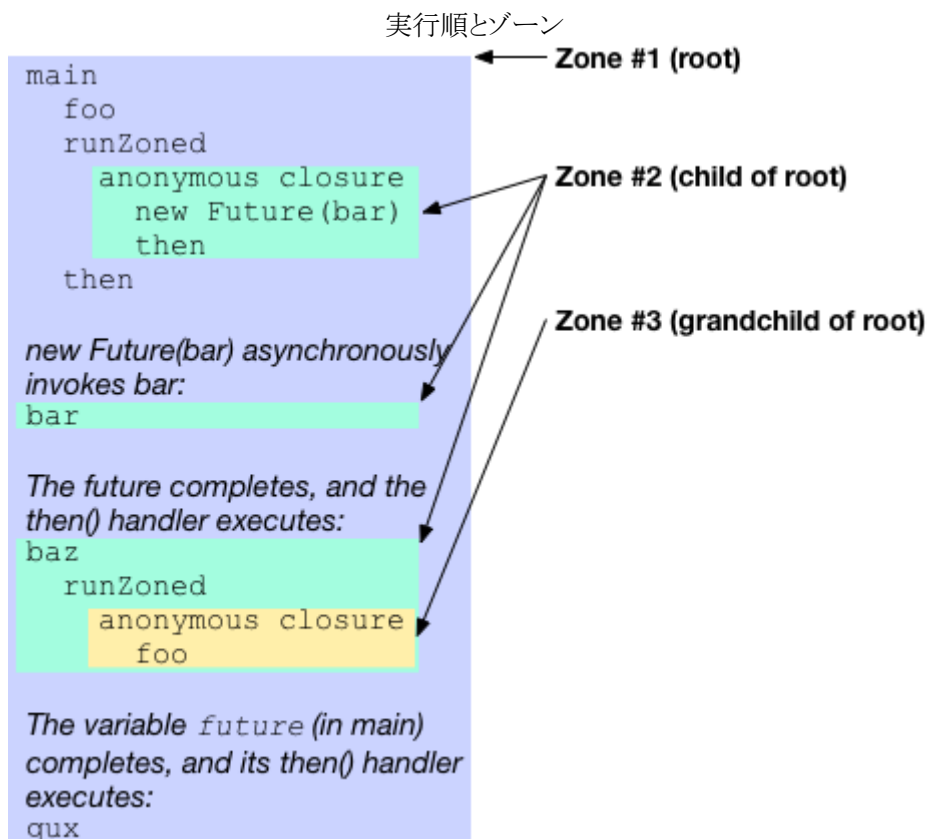 実行順とゾーン
Zone #1 (root)
main
foo
runZoned
anonymous closure
new Future(bar)
then
then
Zone #2 (child of root)
Zone #3 (grandchild of root)
new Future(bar) asynchronously
invokes bar:
bar
The future completes, and the
then() handler executes:
baz
runZoned
anonymous closure
foo
The variable future (in main)
completes, and its then() handler
executes:
qux